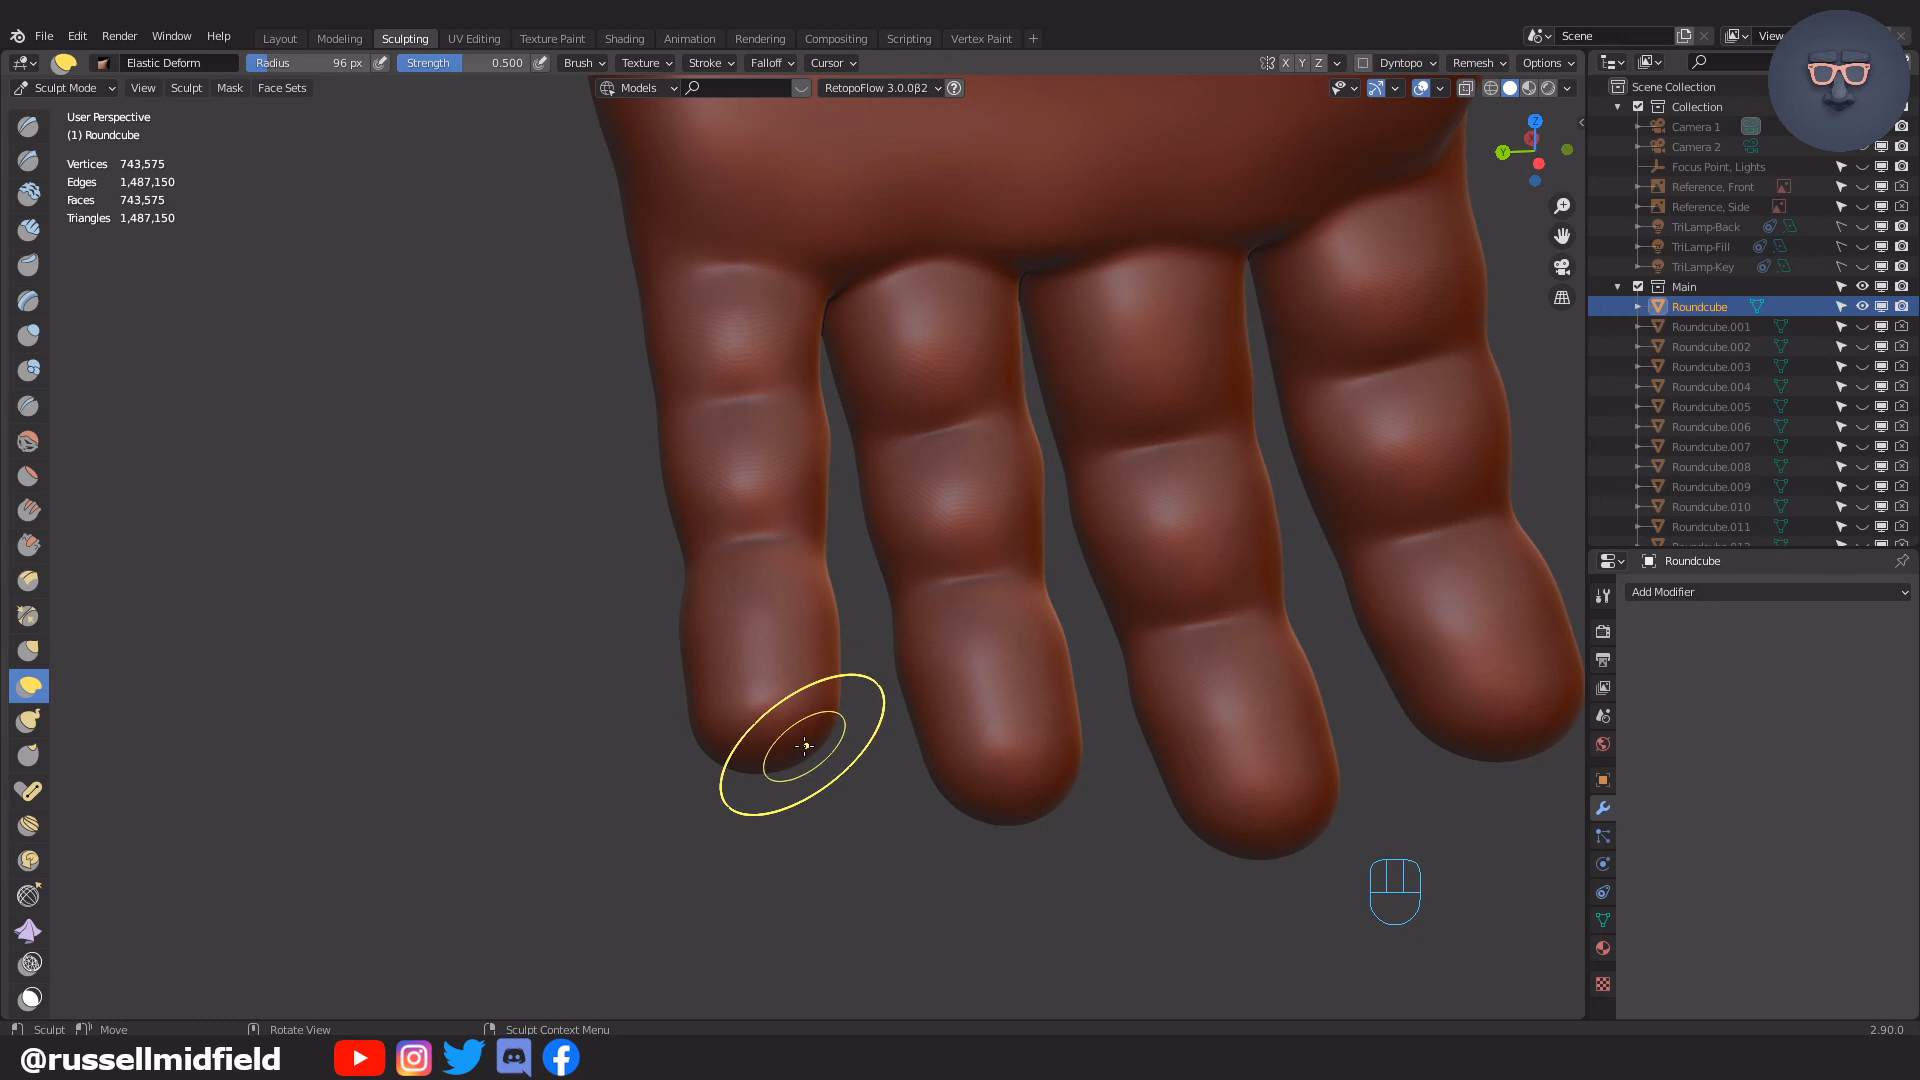 File Edit Render Window Help
Layout Modeling Sculpting UV Editing Texture Paint Shading Animation Rendering Compositing Scripting Vertex Paint +
Scene
View
Elastic Deform Radius 96 px Strength 0.500 Brush Texture Stroke Falloff Cursor X Y Z Dyntopo Remesh Options
Sculpt Mode View Sculpt Mask Face Sets Models RetopoFlow 3.0.0β2 ?
User Perspective
(1) Roundcube
Vertices 743,575
Edges 1,487,150
Faces 743,575
Triangles 1,487,150
Z
Y
Scene Collection
Collection
Camera 1
Camera 2
Focus Point, Lights
Reference, Front
Reference, Side
TriLamp-Back
TriLamp-Fill
TriLamp-Key
Main
Roundcube
Roundcube.001
Roundcube.002
Roundcube.003
Roundcube.004
Roundcube.005
Roundcube.006
Roundcube.007
Roundcube.008
Roundcube.009
Roundcube.010
Roundcube.011
Roundcube
Add Modifier
Sculpt Move Rotate View Sculpt Context Menu 2.90.0
@russellmidfield